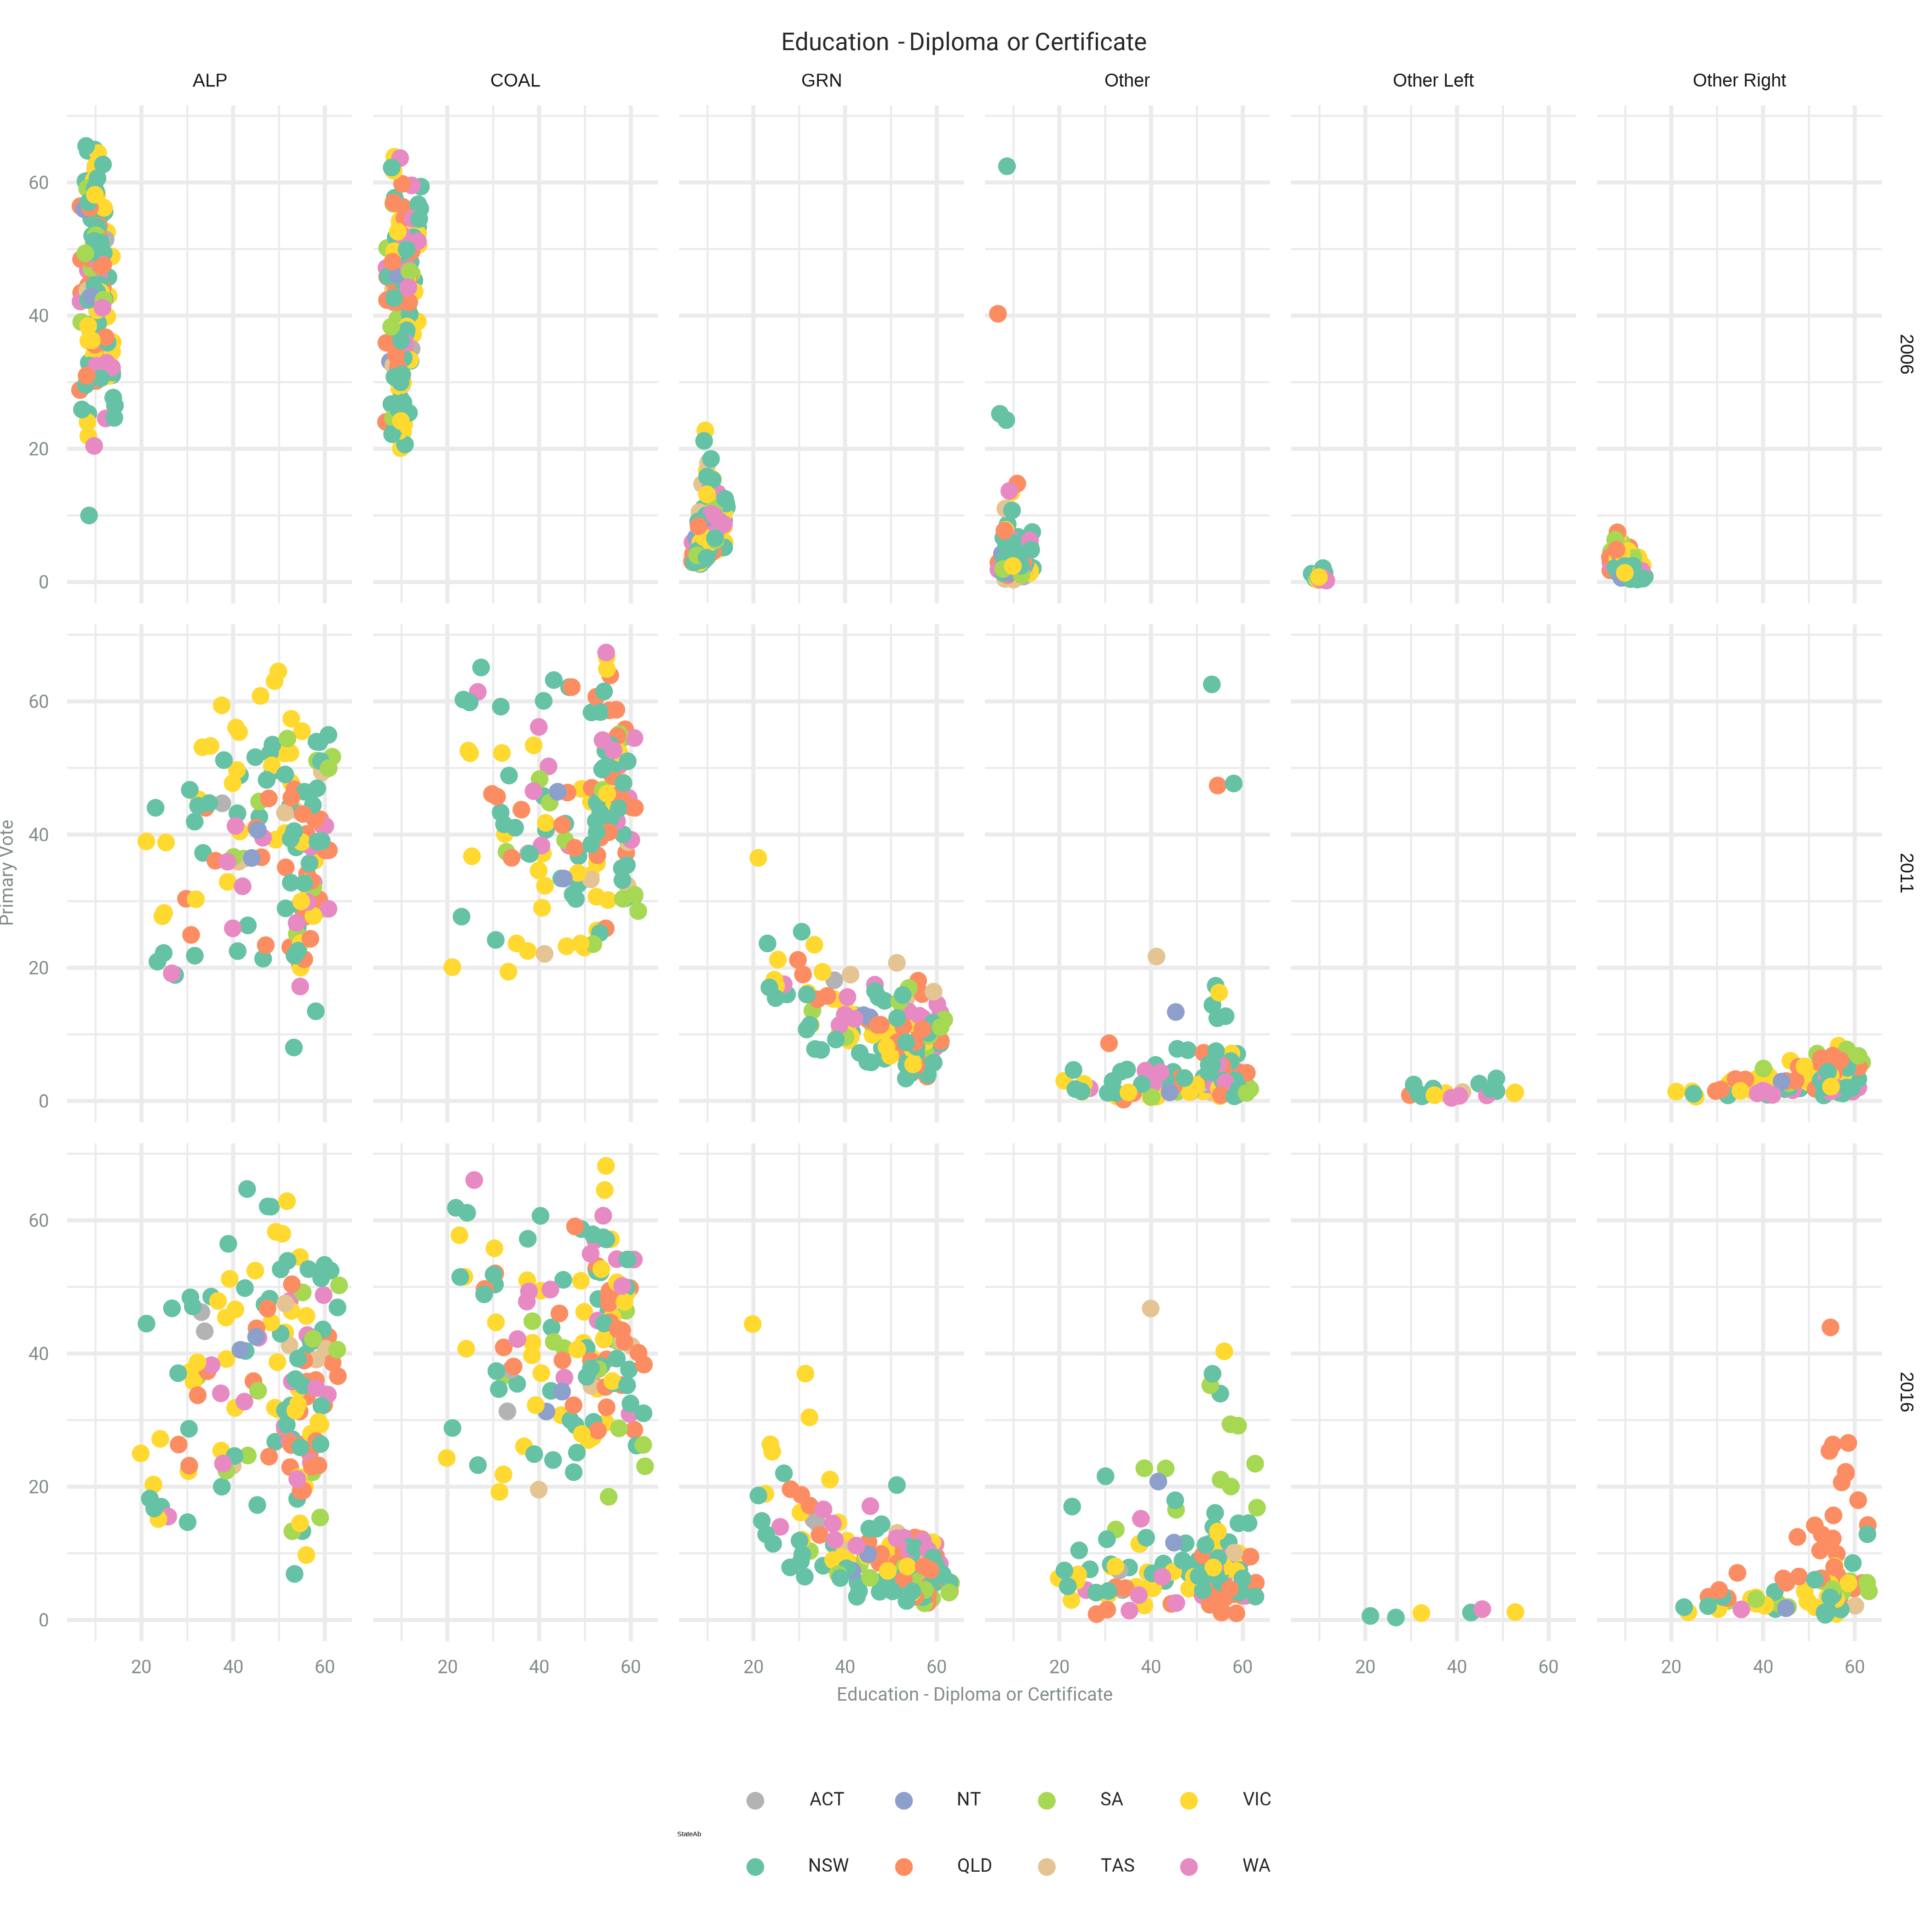 Education - Diploma or Certificate
ALP COAL GRN Other Other Left Other Right
60
40
20
0
2006
60
40
20
0
2011
Primary Vote
60
40
20
0
2016
20 40 60 20 40 60 20 40 60 20 40 60 20 40 60 20 40 60
Education - Diploma or Certificate
ACT NT SA VIC
StateAb
NSW QLD TAS WA